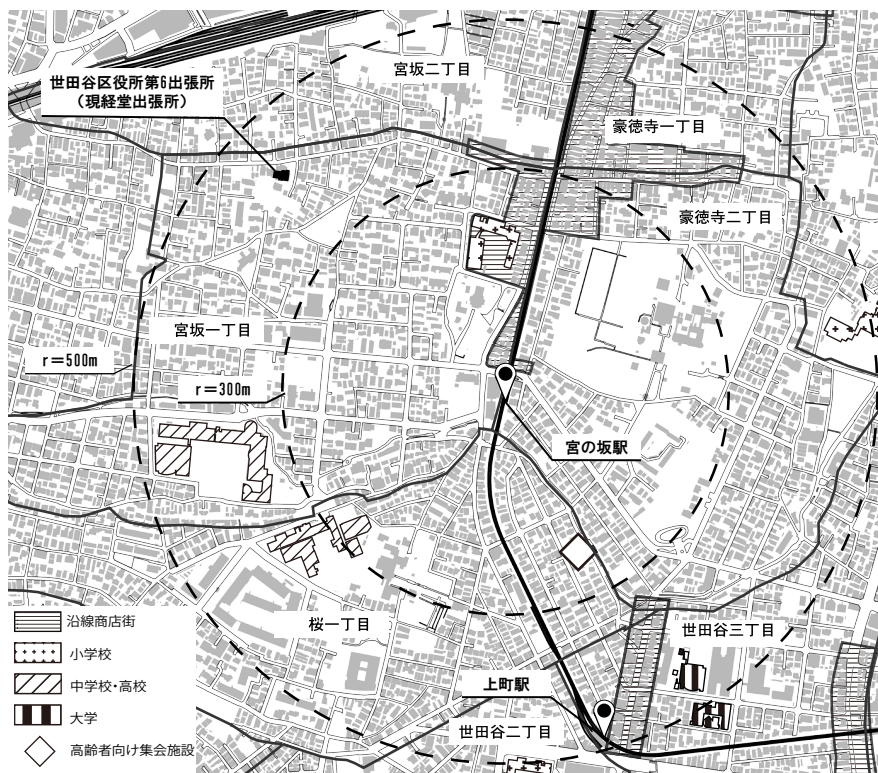 宮坂二丁目
世田谷区役所第6出張所
（現経堂出張所）
豪徳寺一丁目
豪徳寺二丁目
宮坂一丁目
r＝500m
r＝300m
宮の坂駅
桜一丁目
世田谷三丁目
上町駅
世田谷二丁目
沿線商店街
小学校
中学校・高校
大学
高齢者向け集会施設